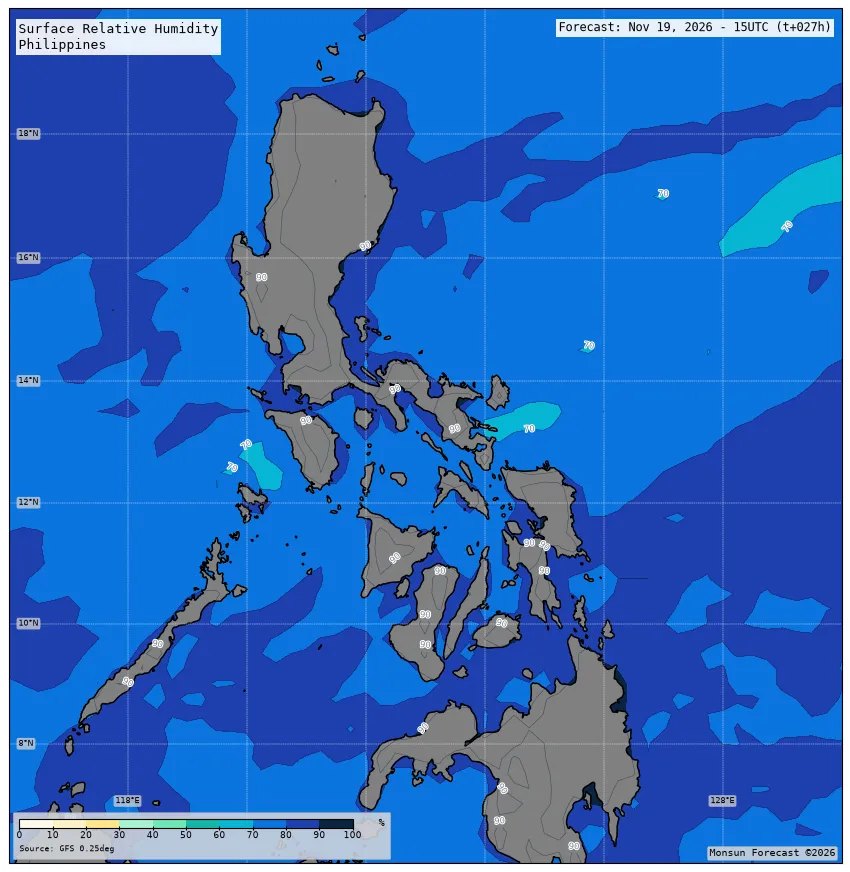 Surface Relative Humidity
Philippines
Forecast: Nov 19, 2026 - 15UTC (t+027h)
18°N
70
70
90
16°N
90
70
14°N
90
90
90
70
70
70
12°N
90
90
90
90
90
90
10°N
90
90
90
90
90
8°N
90
118°E
128°E
90
90
0 10 20 30 40 50 60 70 80 90 100 %
Source: GFS 0.25deg
90
Monsun Forecast ©2026